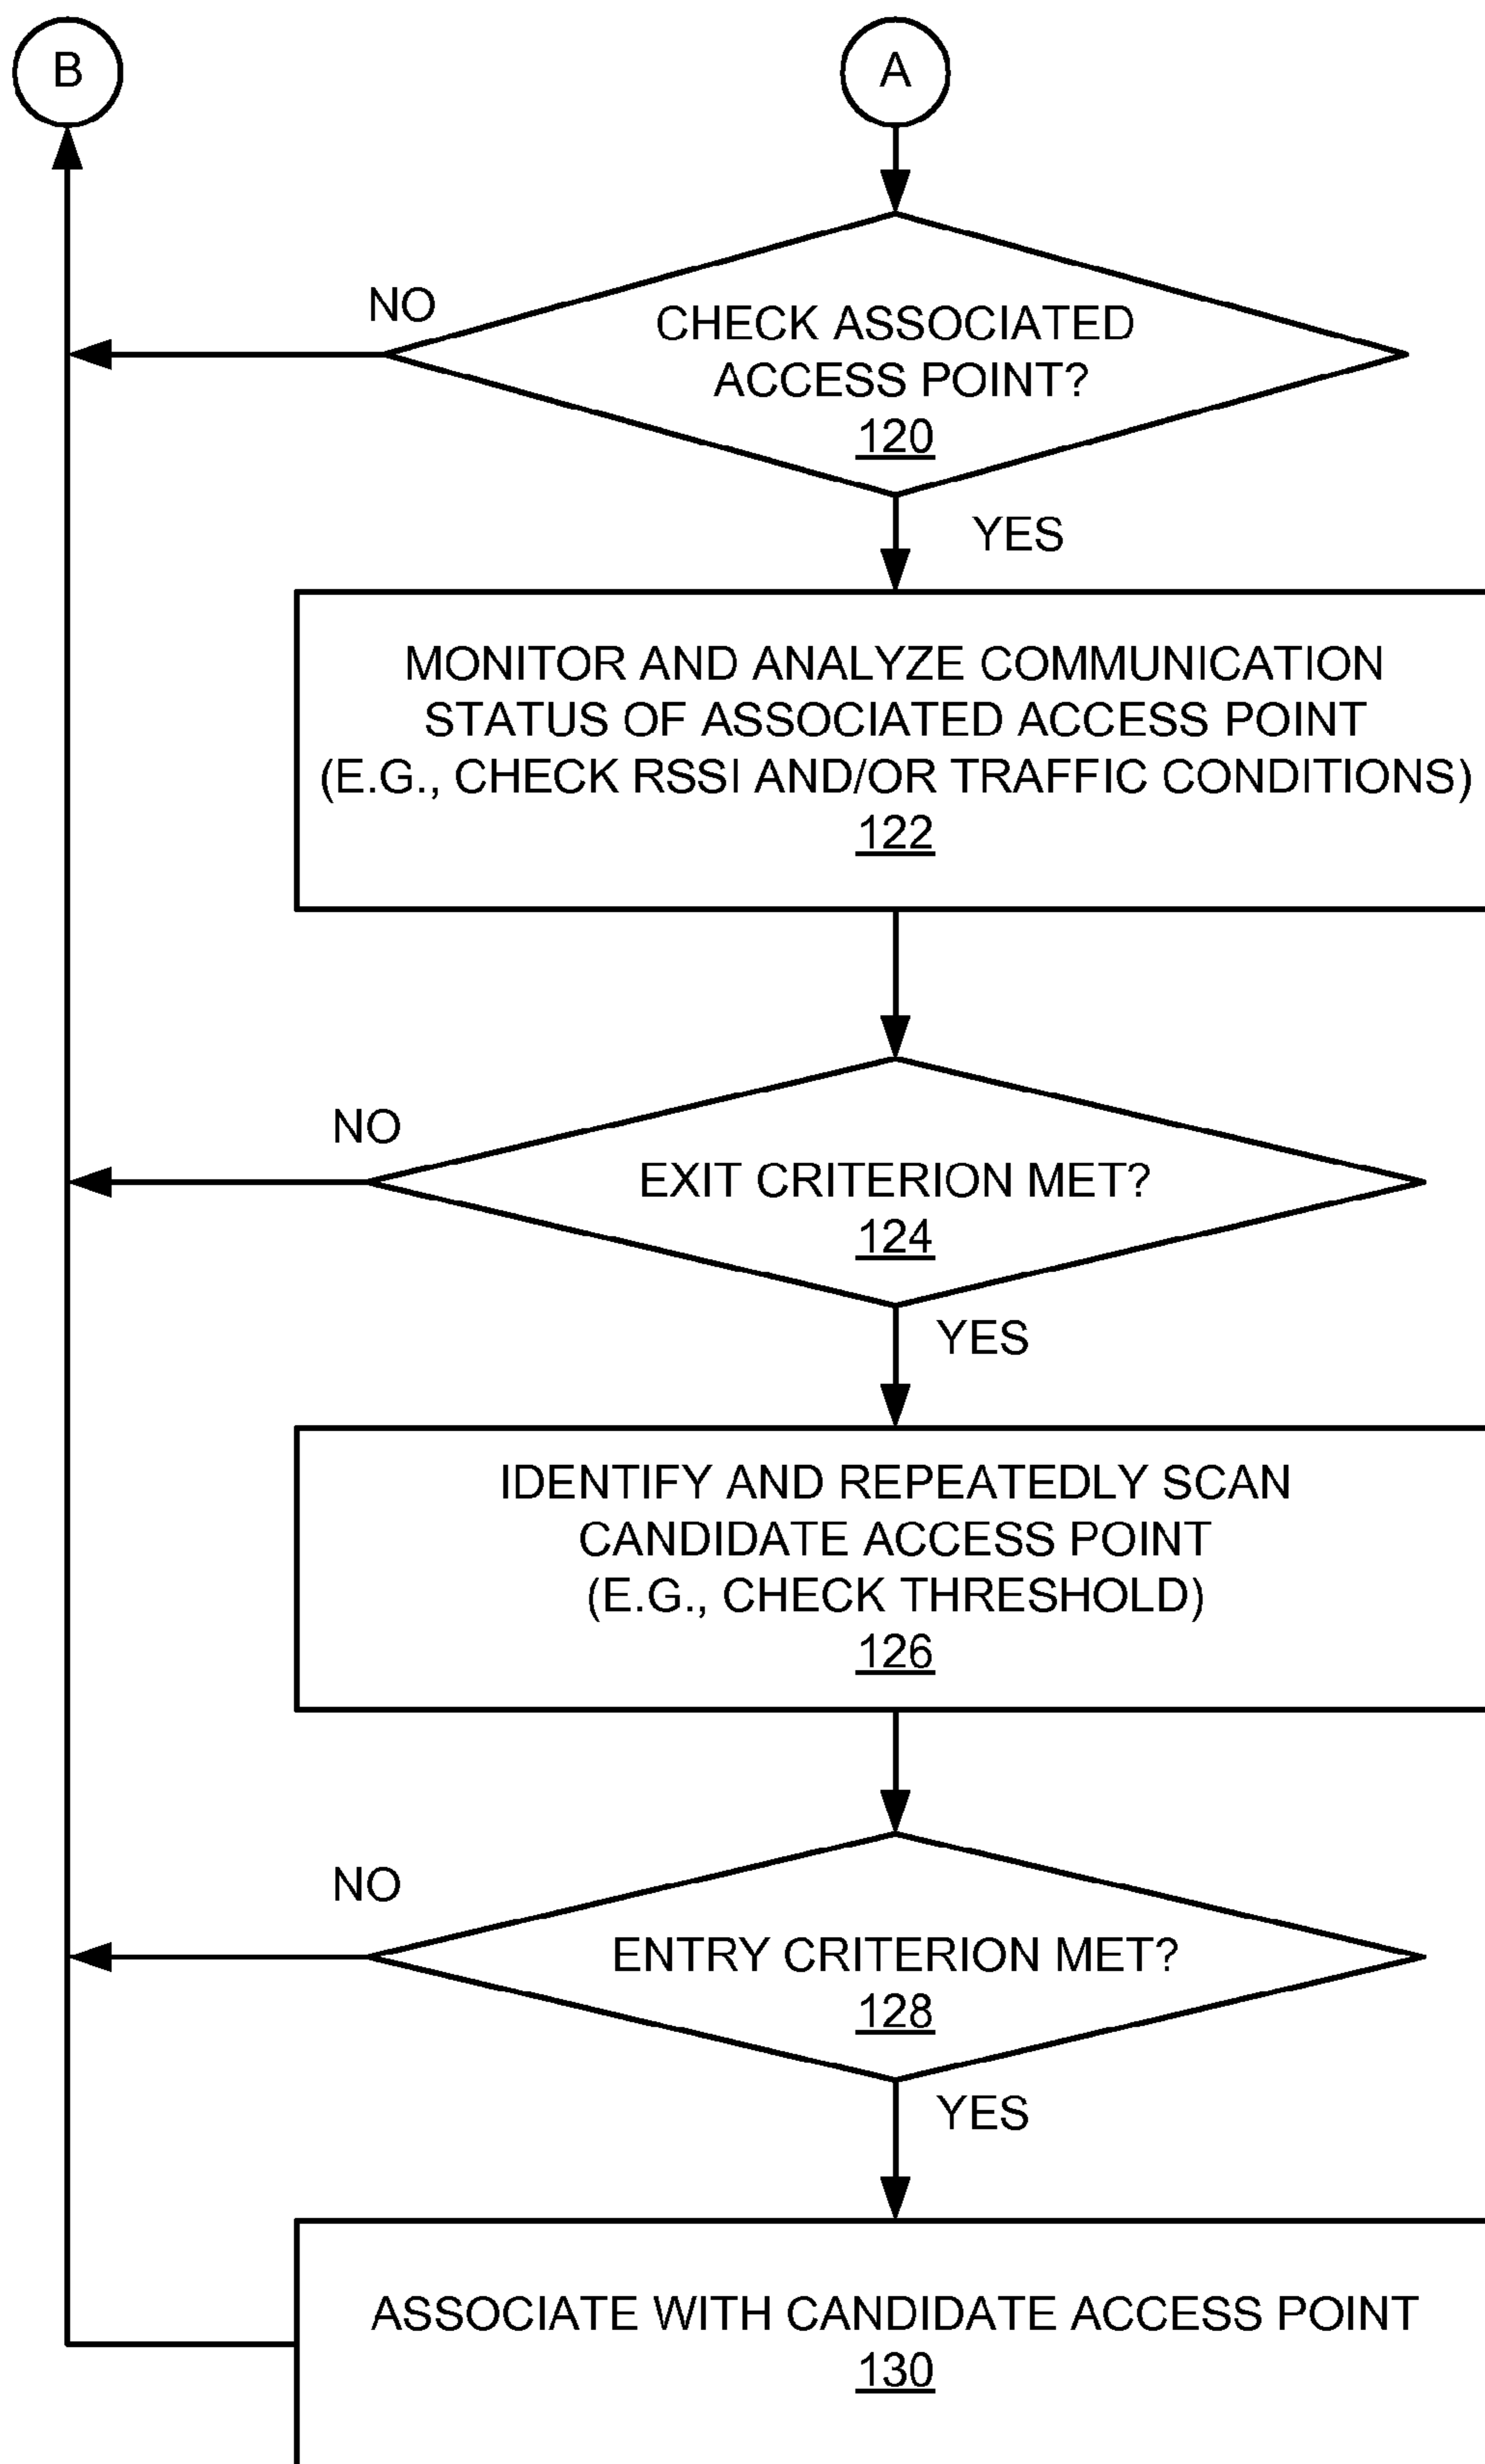 B
A
NO
CHECK ASSOCIATED
ACCESS POINT?
120
YES
MONITOR AND ANALYZE COMMUNICATION
STATUS OF ASSOCIATED ACCESS POINT
(E.G., CHECK RSSI AND/OR TRAFFIC CONDITIONS)
122
NO
EXIT CRITERION MET?
124
YES
IDENTIFY AND REPEATEDLY SCAN
CANDIDATE ACCESS POINT
(E.G., CHECK THRESHOLD)
126
NO
ENTRY CRITERION MET?
128
YES
ASSOCIATE WITH CANDIDATE ACCESS POINT
130